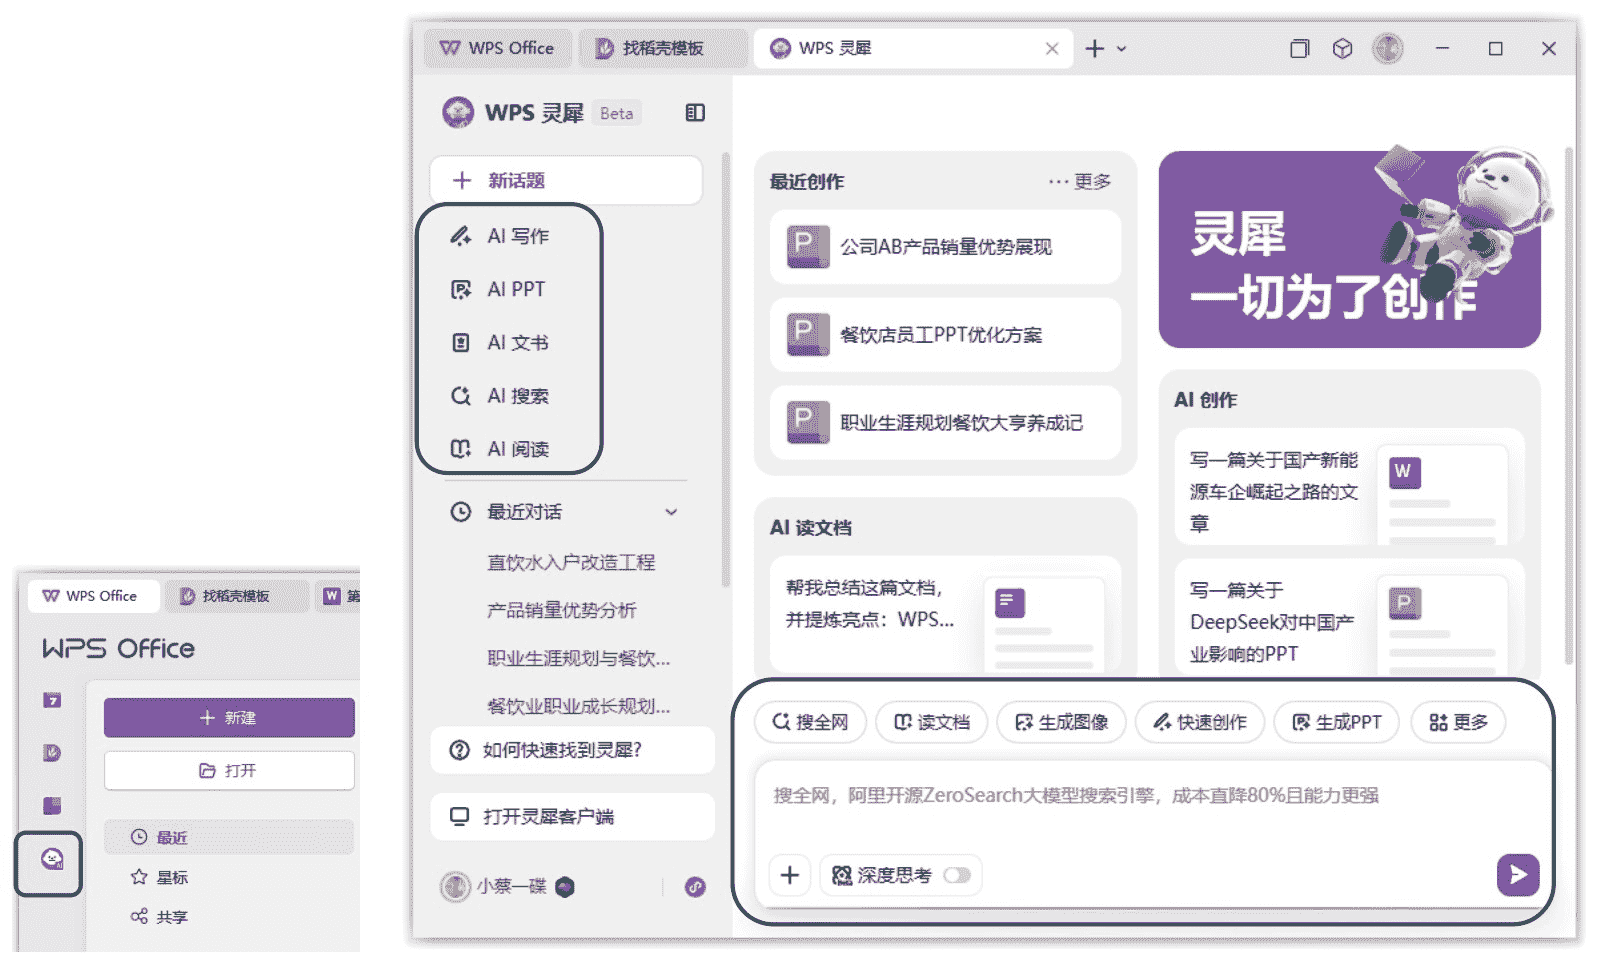 WPS Office
找稻壳模板
W 第
WPS Office
7
D
+ 新建
打开
最近
AI
星标
共享
WPS Office
找稻壳模板
WPS 灵犀
WPS 灵犀 Beta
+ 新话题
AI 写作
AI PPT
AI 文书
AI 搜索
AI 阅读
最近对话
直饮水入户改造工程
产品销量优势分析
职业生涯规划与餐饮...
餐饮业职业成长规划...
如何快速找到灵犀?
打开灵犀客户端
小蔡一碟
最近创作
··· 更多
P 公司AB产品销量优势展现
P 餐饮店员工PPT优化方案
P 职业生涯规划餐饮大亨养成记
AI 读文档
帮我总结这篇文档，
并提炼亮点：WPS...
灵犀
一切为了创作
AI 创作
写一篇关于国产新能
源车企崛起之路的文
章
W
写一篇关于
DeepSeek对中国产
业影响的PPT
P
搜全网
读文档
生成图像
快速创作
生成PPT
更多
搜全网，阿里开源ZeroSearch大模型搜索引擎，成本直降80%且能力更强
深度思考